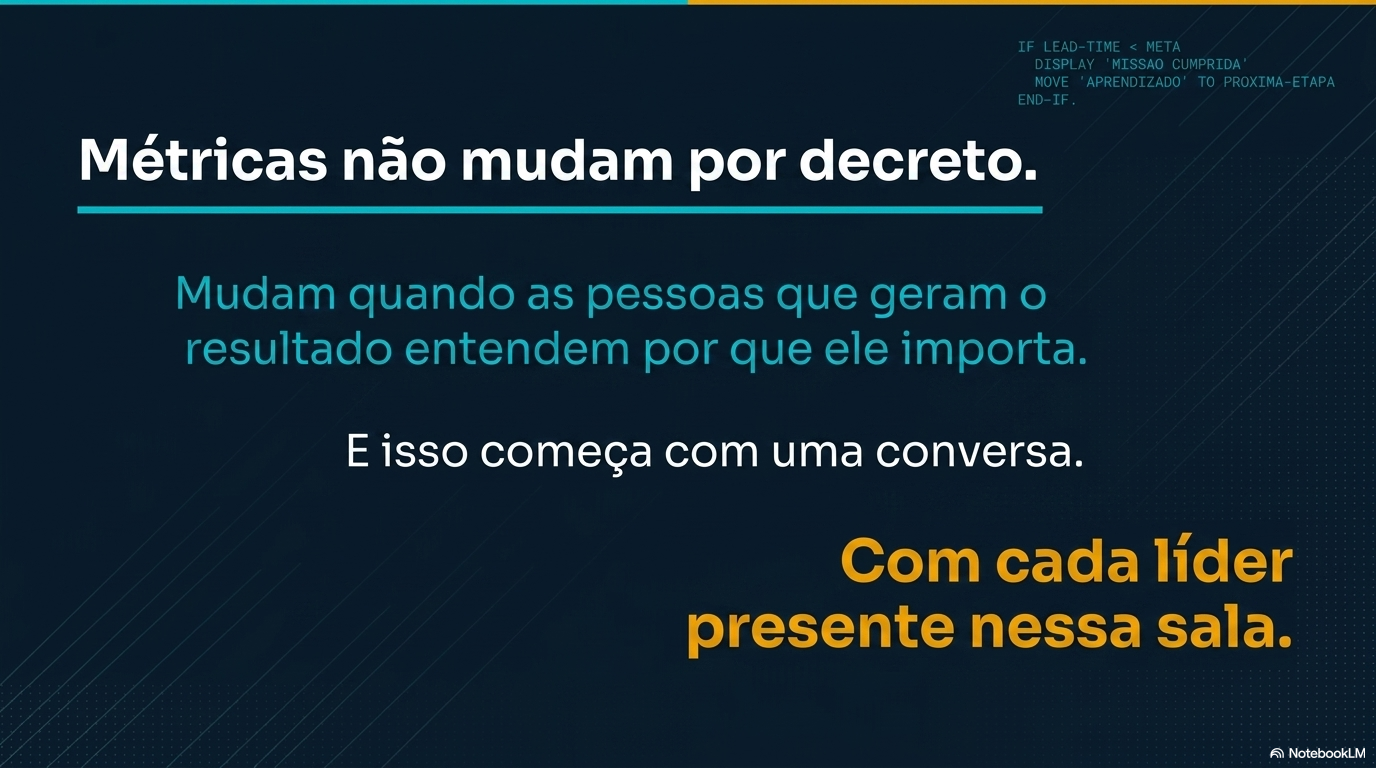 IF LEAD-TIME < META
DISPLAY 'MISSAO CUMPRIDA'
MOVE 'APRENDIZADO' TO PROXIMA-ETAPA
END-IF.
Métricas não mudam por decreto.
Mudam quando as pessoas que geram o
resultado entendem por que ele importa.
E isso começa com uma conversa.
Com cada líder
presente nessa sala.
NotebookLM